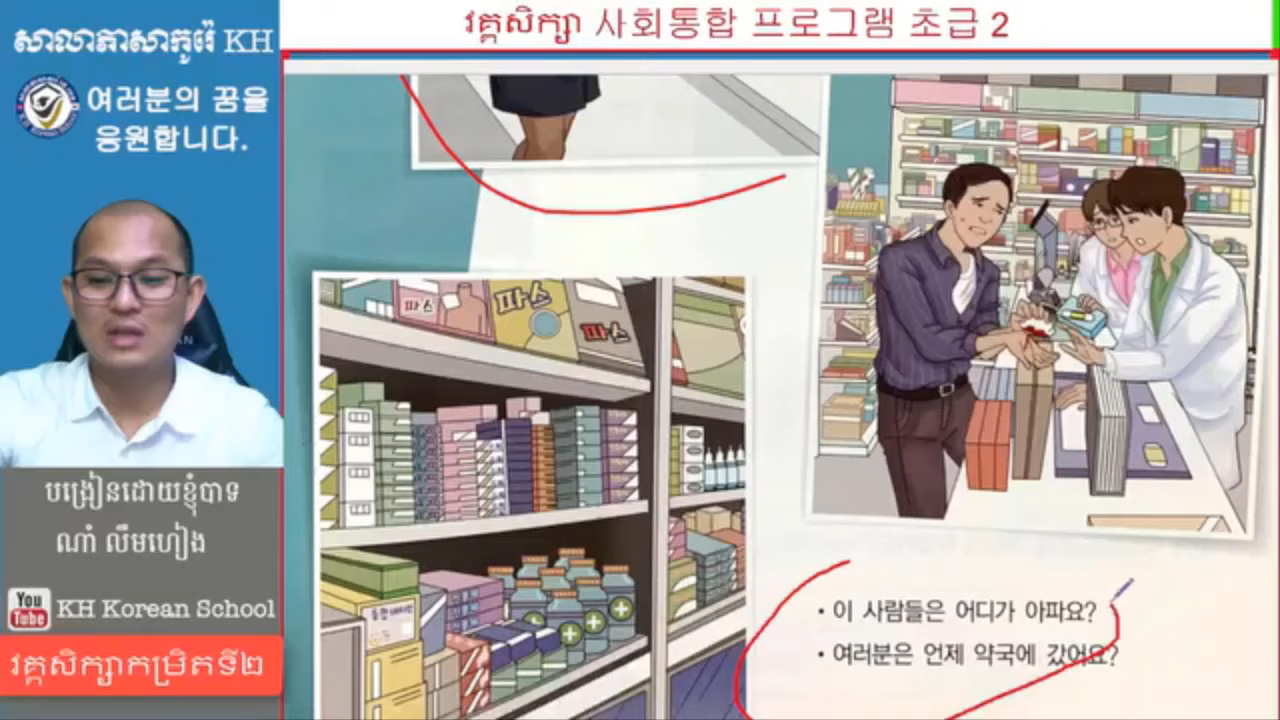 វគ្គសិក្សា 사회통합 프로그램 초급 2
សាលាភាសាកូរ៉េ KH
여러분의 꿈을
응원합니다.
បង្រៀនដោយខ្ញុំបាទ
ណាំ លឹមហៀង
You
Tube KH Korean School
វគ្គសិក្សាកម្រិតទី២
파스
파스
파스
• 이 사람들은 어디가 아파요?
• 여러분은 언제 약국에 갔어요?